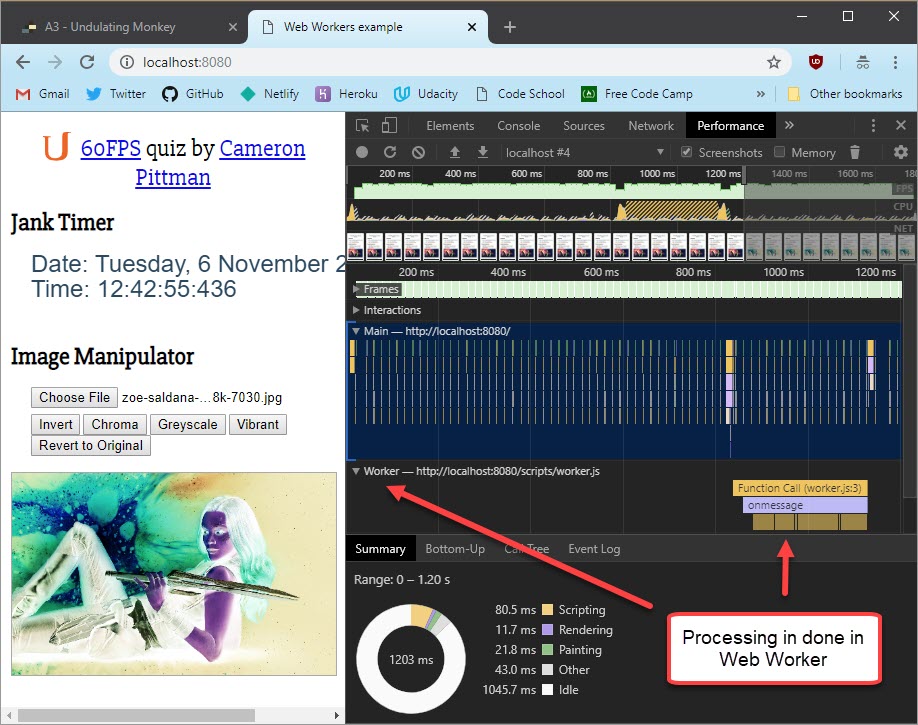 A3 - Undulating Monkey
Web Workers example
localhost:8080
Gmail Twitter GitHub Netlify Heroku Udacity Code School Free Code Camp » Other bookmarks
60FPS quiz by Cameron
Pittman
Jank Timer
Date: Tuesday, 6 November 2
Time: 12:42:55:436
Image Manipulator
Choose File zoe-saldana-...8k-7030.jpg
Invert Chroma Greyscale Vibrant
Revert to Original
Elements Console Sources Network Performance »
localhost #4 Screenshots Memory
200 ms 400 ms 600 ms 800 ms 1000 ms 1200 ms 1400 ms 1600 ms 180
FPS
CPU
NET
200 ms 400 ms 600 ms 800 ms 1000 ms 1200 ms
Frames
Interactions
Main — http://localhost:8080/
Worker — http://localhost:8080/scripts/worker.js
Function Call (worker.js:3)
onmessage
Summary Bottom-Up Call Tree Event Log
Range: 0 – 1.20 s
1203 ms
80.5 ms Scripting
11.7 ms Rendering
21.8 ms Painting
43.0 ms Other
1045.7 ms Idle
Processing in done in
Web Worker